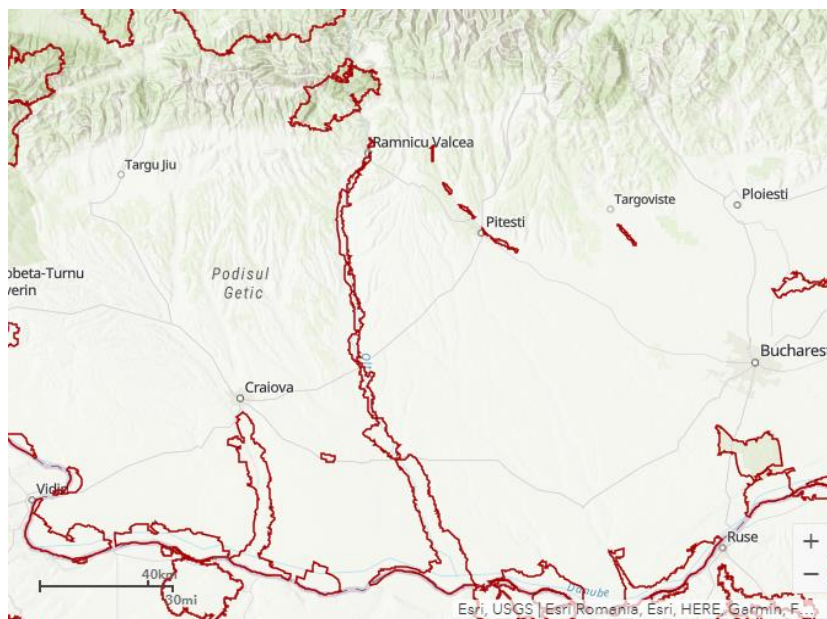 Ramnicu Valcea
Targu Jiu
Targoviste
Ploiesti
Pitesti
obeta-Turnu
verin
Podisul
Getic
Bucharest
Olt
Craiova
Vidin
Ruse
+
−
40km
30mi
Danube
Esri, USGS | Esri Romania, Esri, HERE, Garmin, F...